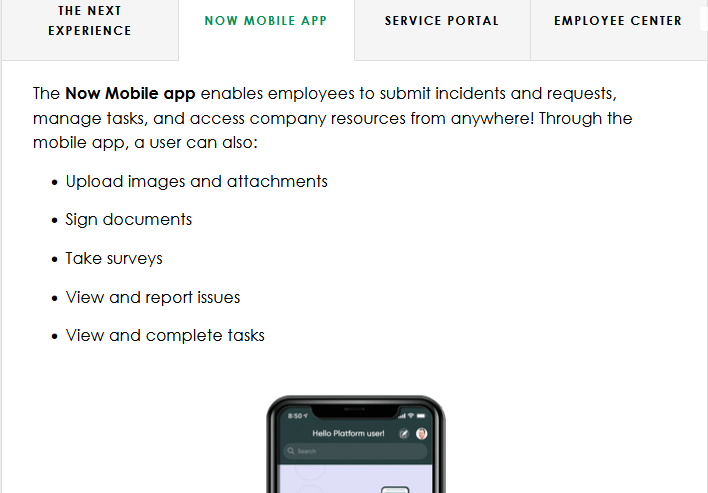 THE NEXT
EXPERIENCE
NOW MOBILE APP
SERVICE PORTAL
EMPLOYEE CENTER
The Now Mobile app enables employees to submit incidents and requests,
manage tasks, and access company resources from anywhere! Through the
mobile app, a user can also:
• Upload images and attachments
• Sign documents
• Take surveys
• View and report issues
• View and complete tasks
8:50
Hello Platform user!
Search